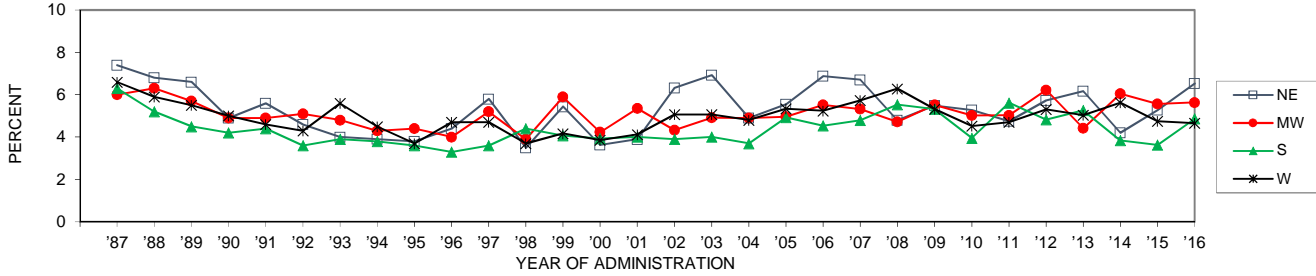 10
8
6
4
2
0
PERCENT
'87 '88 '89 '90 '91 '92 '93 '94 '95 '96 '97 '98 '99 '00 '01 '02 '03 '04 '05 '06 '07 '08 '09 '10 '11 '12 '13 '14 '15 '16
YEAR OF ADMINISTRATION
NE
MW
S
W